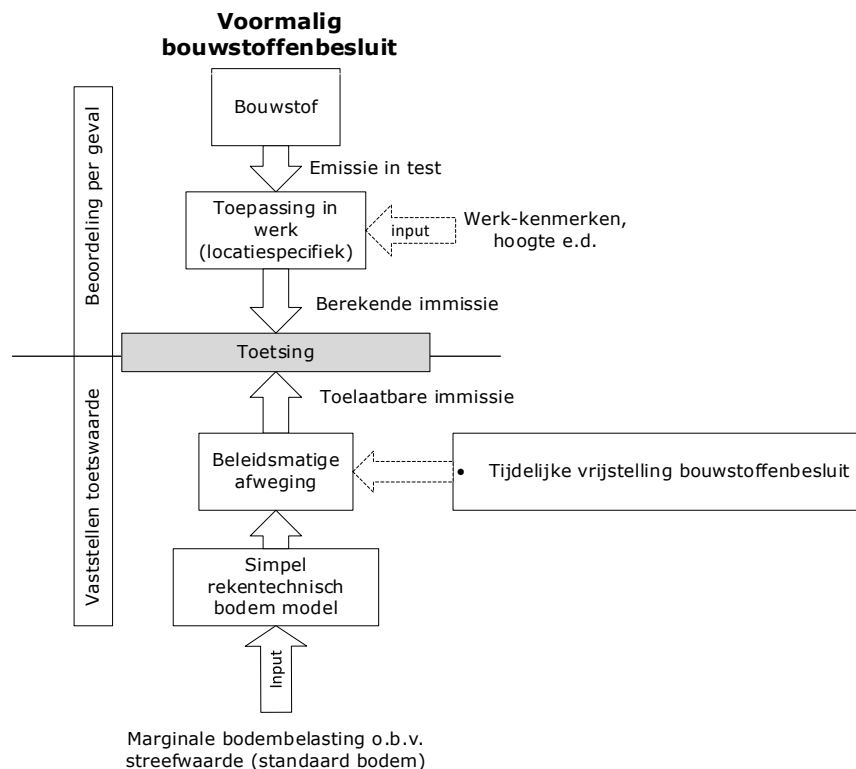 Voormalig
bouwstoffenbesluit
Bouwstof
Emissie in test
Toepassing in
werk
(locatiespecifiek)
input
Werk-kenmerken,
hoogte e.d.
Berekende immissie
Toetsing
Toelaatbare immissie
Beleidsmatige
afweging
• Tijdelijke vrijstelling bouwstoffenbesluit
Simpel
rekentechnisch
bodem model
Input
Marginale bodembelasting o.b.v.
streefwaarde (standaard bodem)
Beoordeling per geval
Vaststellen toetswaarde